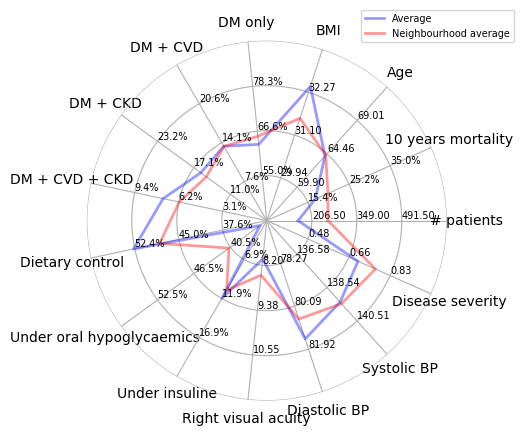 DM only
BMI
Average
Neighbourhood average
DM + CVD
Age
DM + CKD
10 years mortality
DM + CVD + CKD
# patients
Dietary control
Disease severity
Under oral hypoglycaemics
Systolic BP
Under insuline
Diastolic BP
Right visual acuity
206.50
349.00
491.50
15.4%
25.2%
35.0%
59.90
64.46
69.01
29.94
31.10
32.27
55.0%
66.6%
78.3%
7.6%
14.1%
20.6%
11.0%
17.1%
23.2%
3.1%
6.2%
9.4%
37.6%
45.0%
52.4%
40.5%
46.5%
52.5%
6.9%
11.9%
16.9%
8.20
9.38
10.55
78.27
80.09
81.92
136.58
138.54
140.51
0.48
0.66
0.83